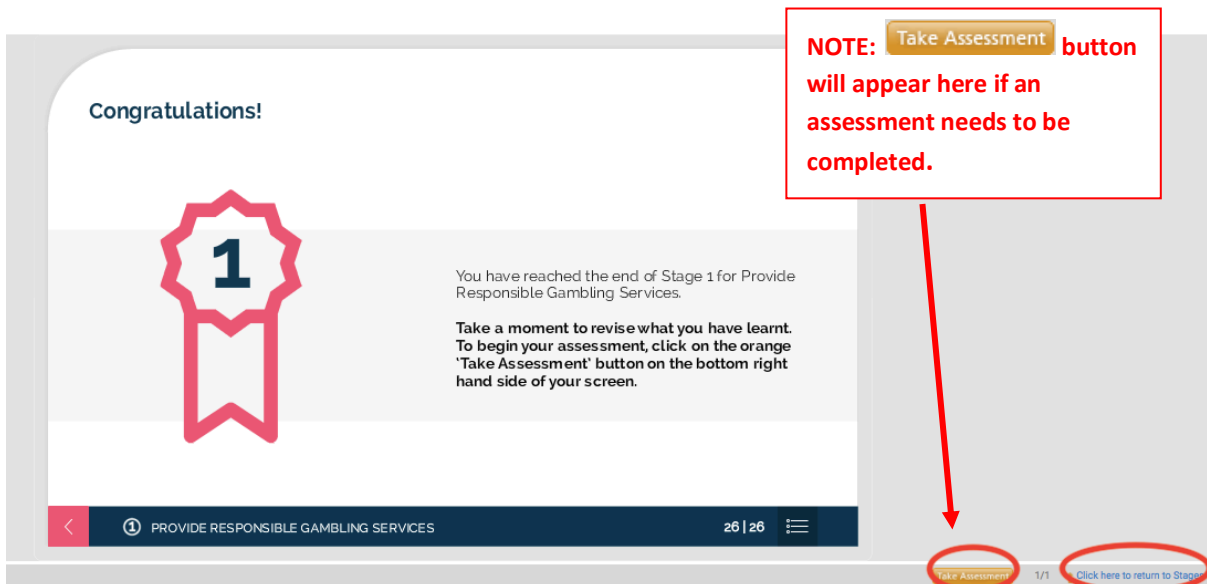 NOTE: Take Assessment button
will appear here if an
assessment needs to be
completed.
Congratulations!
1
You have reached the end of Stage 1 for Provide
Responsible Gambling Services.
Take a moment to revise what you have learnt.
To begin your assessment, click on the orange
‘Take Assessment’ button on the bottom right
hand side of your screen.
1 PROVIDE RESPONSIBLE GAMBLING SERVICES 26 | 26
Take Assessment 1/1 Click here to return to Stages